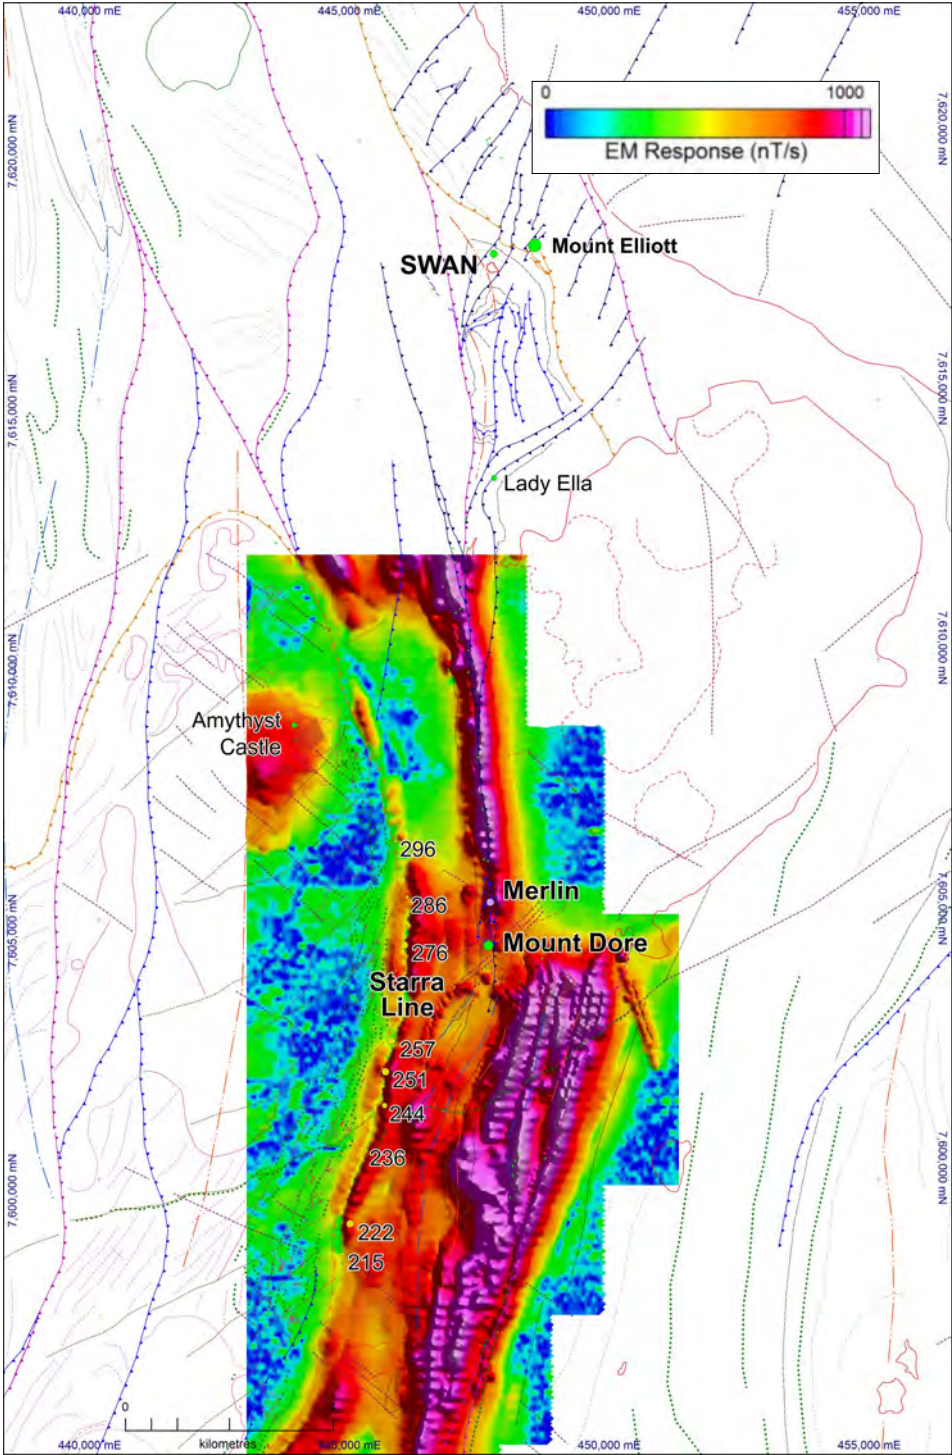 440,000 mE
445,000 mE
450,000 mE
455,000 mE
0
1000
EM Response (nT/s)
7,620,000 mN
7,620,000 mN
Mount Elliott
SWAN
7,615,000 mN
7,615,000 mN
Lady Ella
7,610,000 mN
7,610,000 mN
Amythyst
Castle
296
Merlin
286
7,605,000 mN
7,605,000 mN
Mount Dore
276
Starra
Line
257
251
244
236
7,600,000 mN
7,600,000 mN
222
215
0
kilometres
440,000 mE
445,000 mE
450,000 mE
455,000 mE